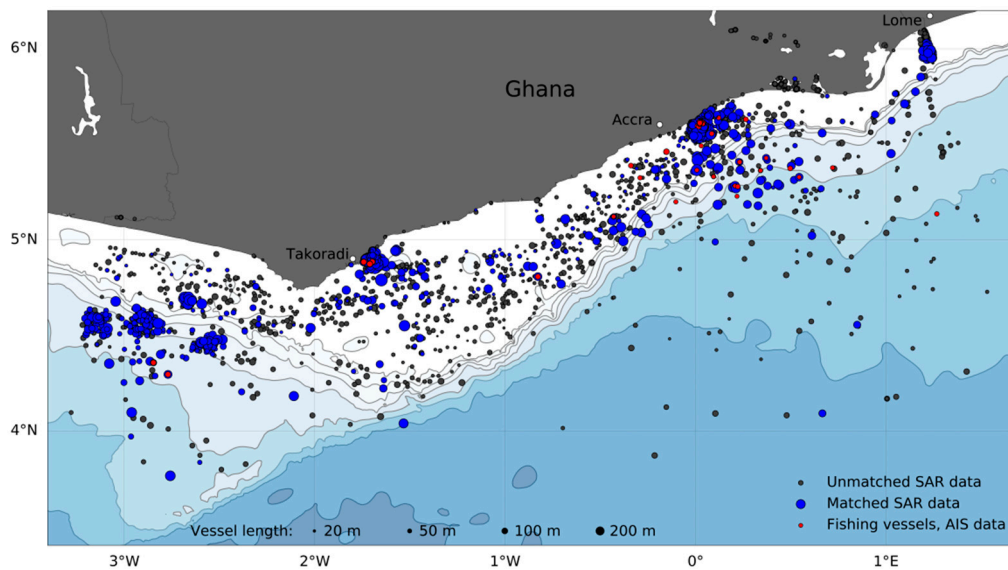 Lome
6°N
Ghana
Accra
5°N
Takoradi
4°N
Unmatched SAR data
Matched SAR data
Fishing vessels, AIS data
Vessel length: 20 m 50 m 100 m 200 m
3°W 2°W 1°W 0° 1°E